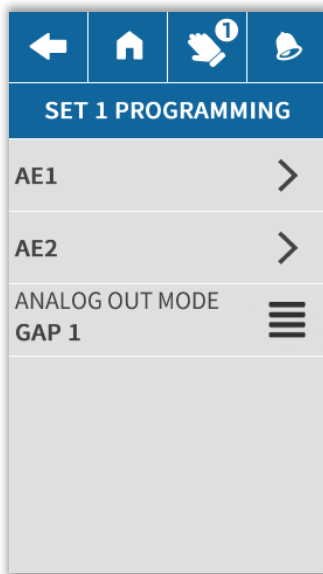 1
SET 1 PROGRAMMING
AE1
AE2
ANALOG OUT MODE
GAP 1